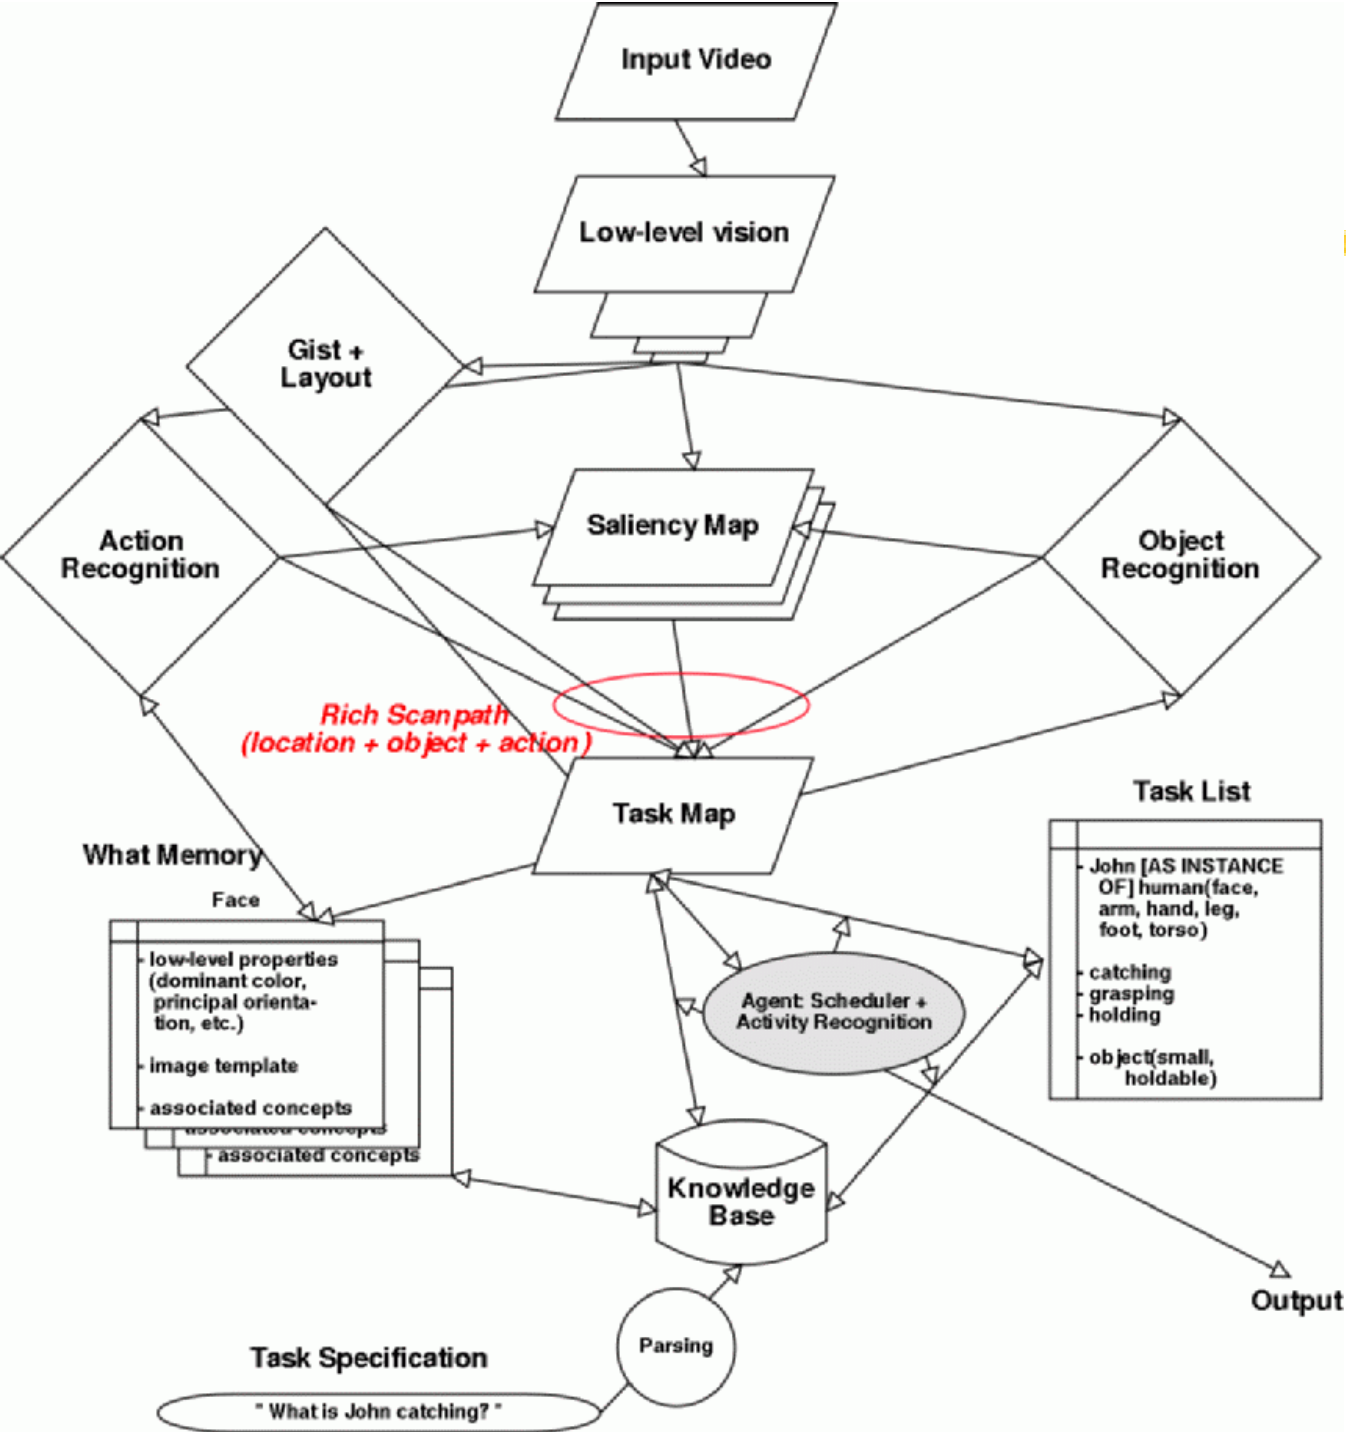 Input Video
Low-level vision
Gist +
Layout
Action
Recognition
Saliency Map
Object
Recognition
Rich Scanpath
(location + object + action)
Task Map
Task List
- John [AS INSTANCE
OF] human(face,
arm, hand, leg,
foot, torso)
- catching
- grasping
- holding
- object(small,
holdable)
What Memory
Face
- low-level properties
(dominant color,
principal orienta-
tion, etc.)
- image template
- associated concepts
associated concepts
- associated concepts
Agent: Scheduler +
Activity Recognition
Knowledge
Base
Output
Parsing
Task Specification
" What is John catching? "